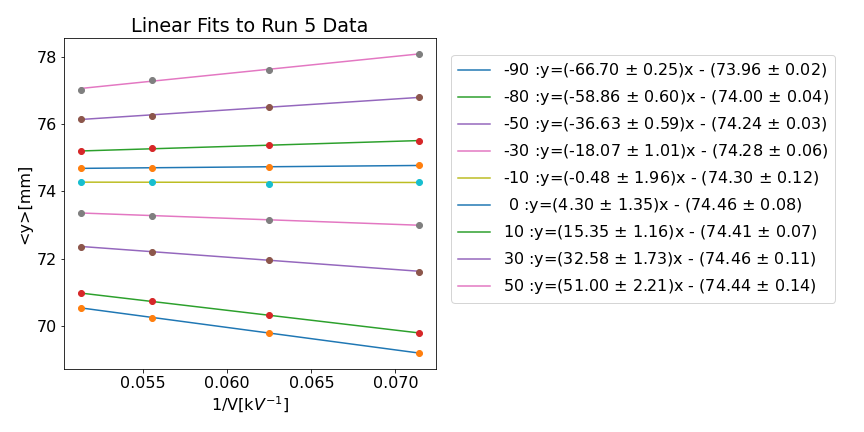 Linear Fits to Run 5 Data
78
76
74
72
70
<y>[mm]
0.055 0.060 0.065 0.070
1/V[kV⁻¹]
-90 :y=(-66.70 ± 0.25)x - (73.96 ± 0.02)
-80 :y=(-58.86 ± 0.60)x - (74.00 ± 0.04)
-50 :y=(-36.63 ± 0.59)x - (74.24 ± 0.03)
-30 :y=(-18.07 ± 1.01)x - (74.28 ± 0.06)
-10 :y=(-0.48 ± 1.96)x - (74.30 ± 0.12)
0 :y=(4.30 ± 1.35)x - (74.46 ± 0.08)
10 :y=(15.35 ± 1.16)x - (74.41 ± 0.07)
30 :y=(32.58 ± 1.73)x - (74.46 ± 0.11)
50 :y=(51.00 ± 2.21)x - (74.44 ± 0.14)